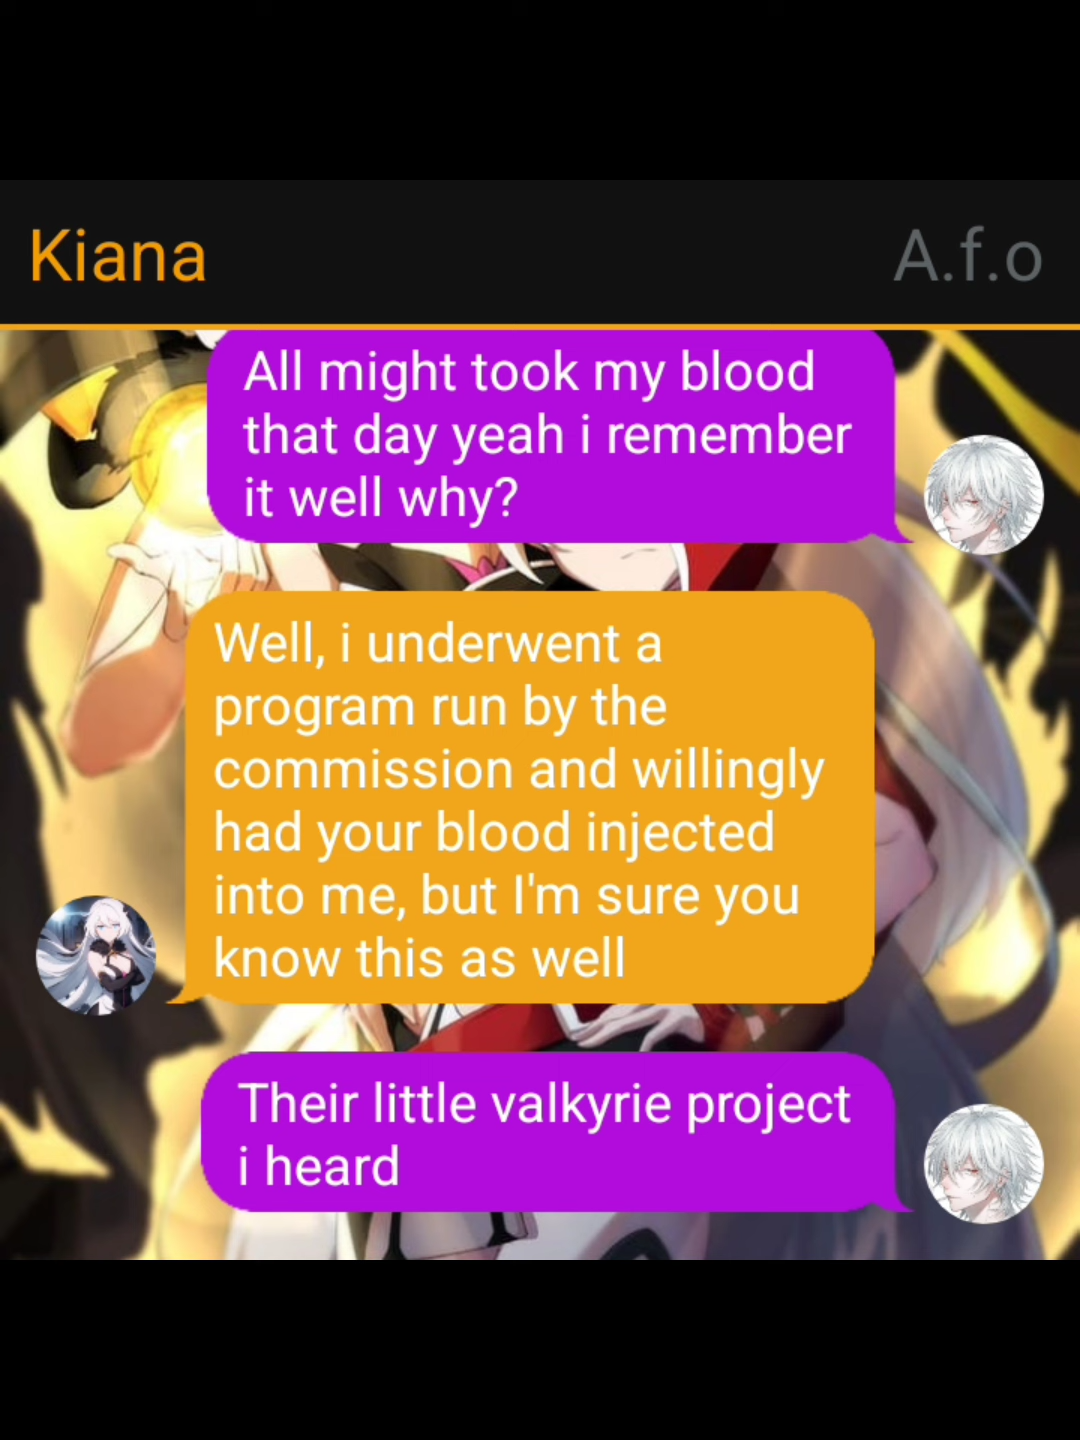 Kiana
A.f.o
All might took my blood
that day yeah i remember
it well why?
Well, i underwent a
program run by the
commission and willingly
had your blood injected
into me, but I'm sure you
know this as well
Their little valkyrie project
i heard